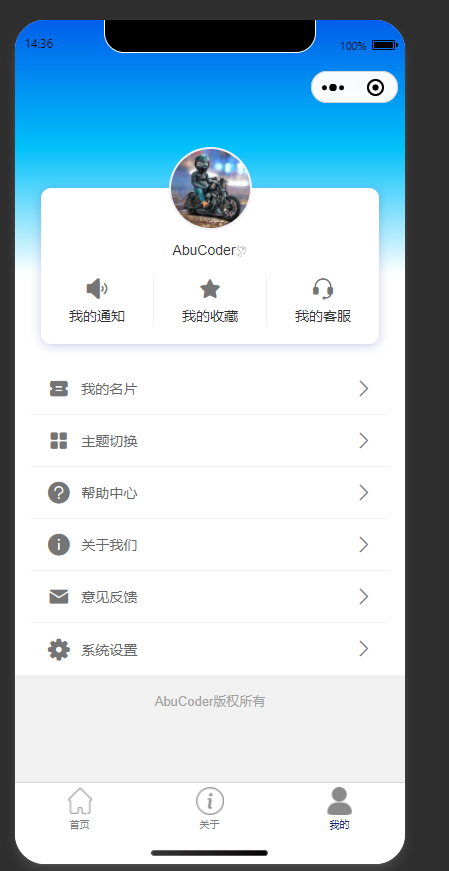 14:36
100%
AbuCoder
我的通知
我的收藏
我的客服
我的名片
主题切换
帮助中心
关于我们
意见反馈
系统设置
AbuCoder版权所有
首页
关于
我的